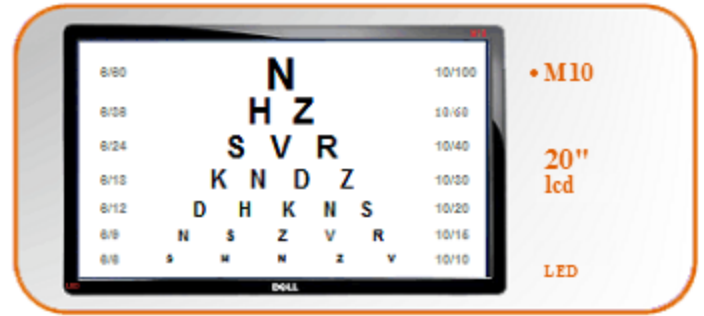 6/60 N 10/100
6/36 H Z 10/60
6/24 S V R 10/40
6/18 K N D Z 10/30
6/12 D H K N S 10/20
6/9 N S Z V R 10/15
6/6 S H N Z V 10/10
DELL
LED
• M10
20"
lcd
LED